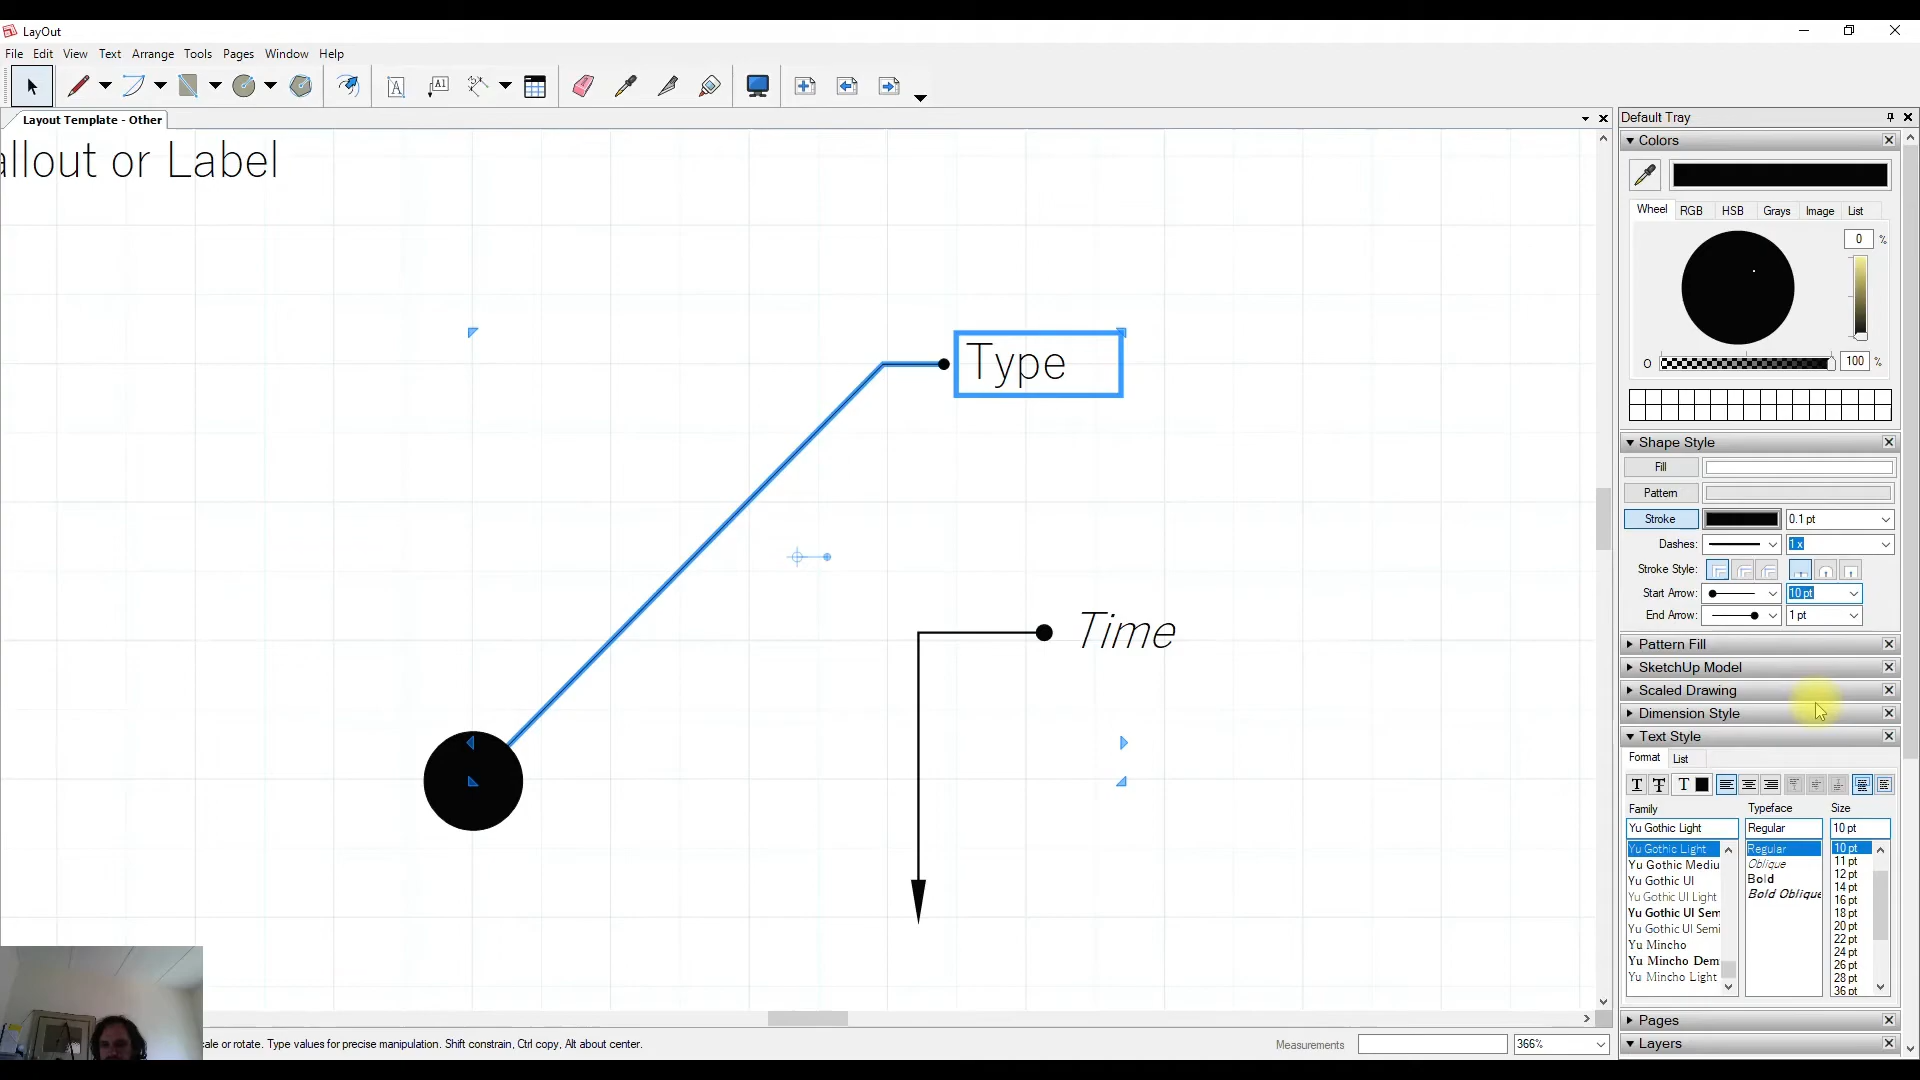 LayOut
File Edit View Text Arrange Tools Pages Window Help
A
A1
Layout Template - Other
allout or Label
Type
Time
Default Tray
Colors
Wheel RGB HSB Grays Image List
0 %
O 100 %
Shape Style
Fill
Pattern
Stroke 0.1 pt
Dashes: 1 x
Stroke Style:
Start Arrow: 10 pt
End Arrow: 1 pt
Pattern Fill
SketchUp Model
Scaled Drawing
Dimension Style
Text Style
Format List
T T T
Family Typeface Size
Yu Gothic Light Regular 10 pt
Yu Gothic Light Regular 10 pt
Yu Gothic Mediu Oblique 11 pt
Yu Gothic UI Bold 12 pt
Yu Gothic UI Light Bold Oblique 14 pt
Yu Gothic UI Sem 16 pt
Yu Gothic UI Semi 18 pt
Yu Mincho 20 pt
Yu Mincho Dem 22 pt
Yu Mincho Light 24 pt
26 pt
28 pt
36 pt
Pages
Layers
cale or rotate. Type values for precise manipulation. Shift constrain, Ctrl copy, Alt about center.
Measurements 366%